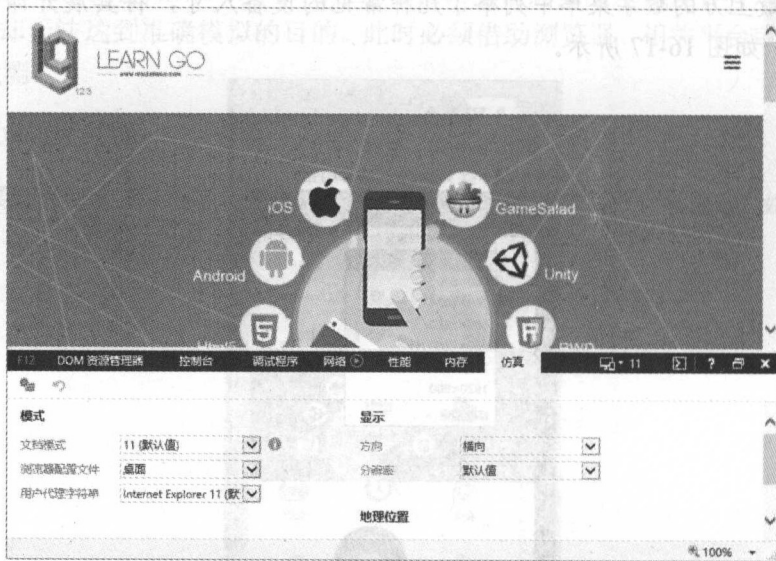 LEARN GO
123
iOS
GameSalad
Android
Unity
Html5
RWD
F12 DOM 资源管理器 控制台 调试程序 网络 性能 内存 仿真 11 ?
模式
显示
文档模式 11 (默认值)
方向 横向
浏览器配置文件 桌面
分辨率 默认值
用户代理字符串 Internet Explorer 11 (默
地理位置
100%